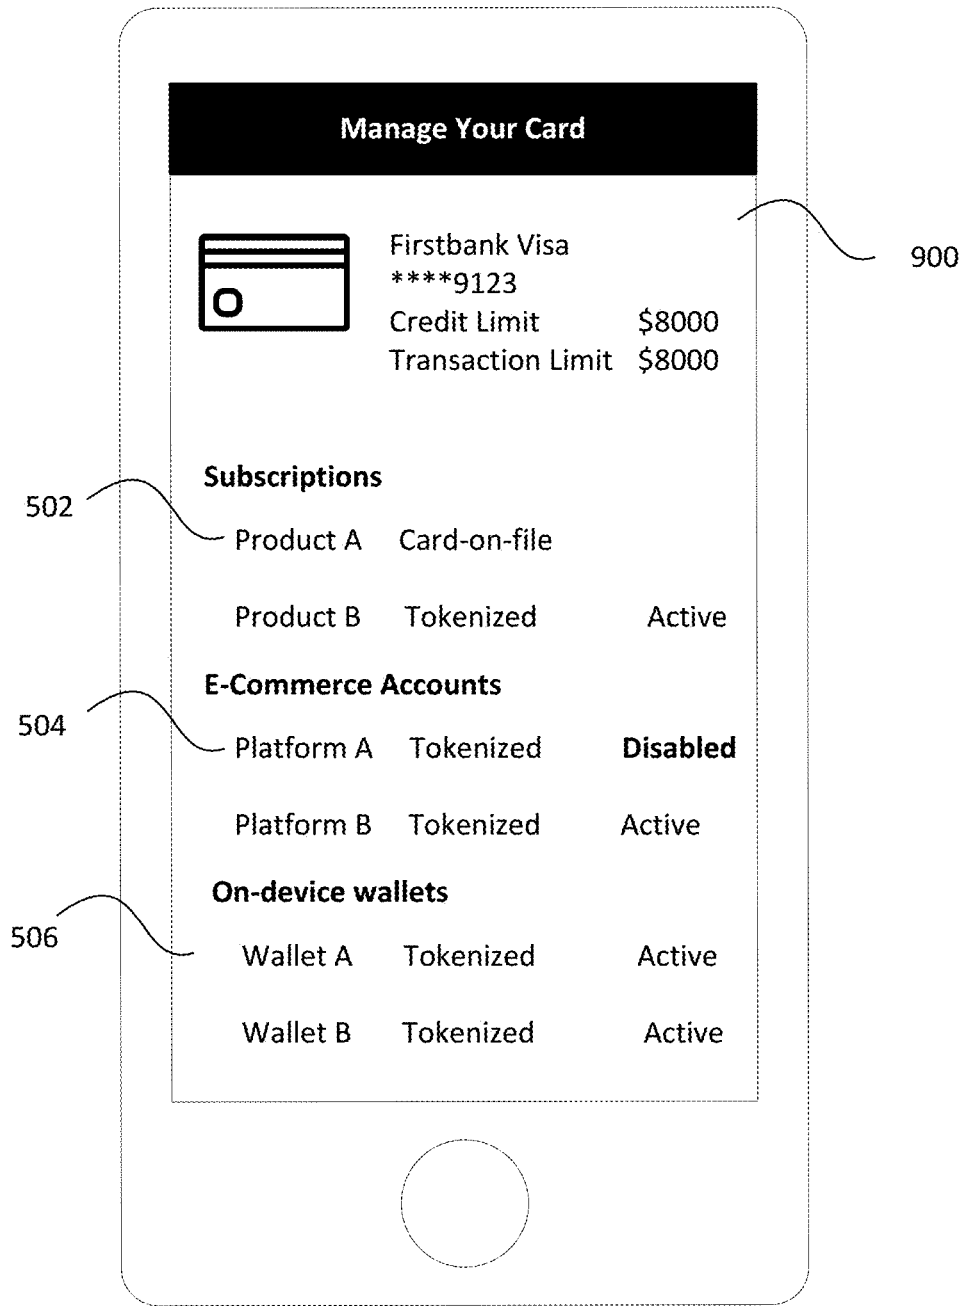 Manage Your Card
Firstbank Visa
****9123
Credit Limit $8000
Transaction Limit $8000
900
Subscriptions
502
Product A Card-on-file
Product B Tokenized Active
E-Commerce Accounts
504
Platform A Tokenized Disabled
Platform B Tokenized Active
On-device wallets
506
Wallet A Tokenized Active
Wallet B Tokenized Active